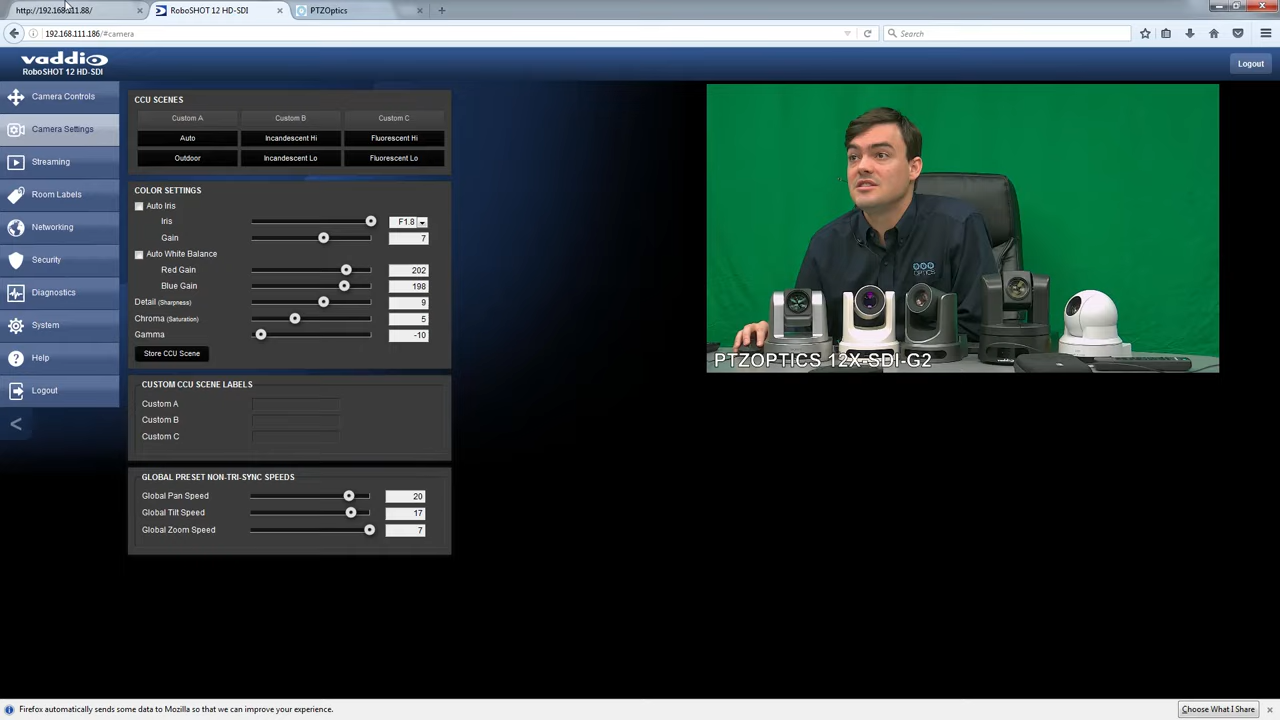 http://192.168.111.88/
RoboSHOT 12 HD-SDI
PTZOptics
192.168.111.186/#camera
Search
vaddio
RoboSHOT 12 HD-SDI
Logout
Camera Controls
Camera Settings
Streaming
Room Labels
Networking
Security
Diagnostics
System
Help
Logout
CCU SCENES
Custom A Custom B Custom C
Auto Incandescent Hi Fluorescent Hi
Outdoor Incandescent Lo Fluorescent Lo
COLOR SETTINGS
Auto Iris
Iris F1.8
Gain 7
Auto White Balance
Red Gain 202
Blue Gain 198
Detail (Sharpness) 9
Chroma (Saturation) 5
Gamma -10
Store CCU Scene
CUSTOM CCU SCENE LABELS
Custom A
Custom B
Custom C
GLOBAL PRESET NON-TRI-SYNC SPEEDS
Global Pan Speed 20
Global Tilt Speed 17
Global Zoom Speed 7
OPTICS
PTZOPTICS 12X-SDI-G2
Firefox automatically sends some data to Mozilla so that we can improve your experience.
Choose What I Share